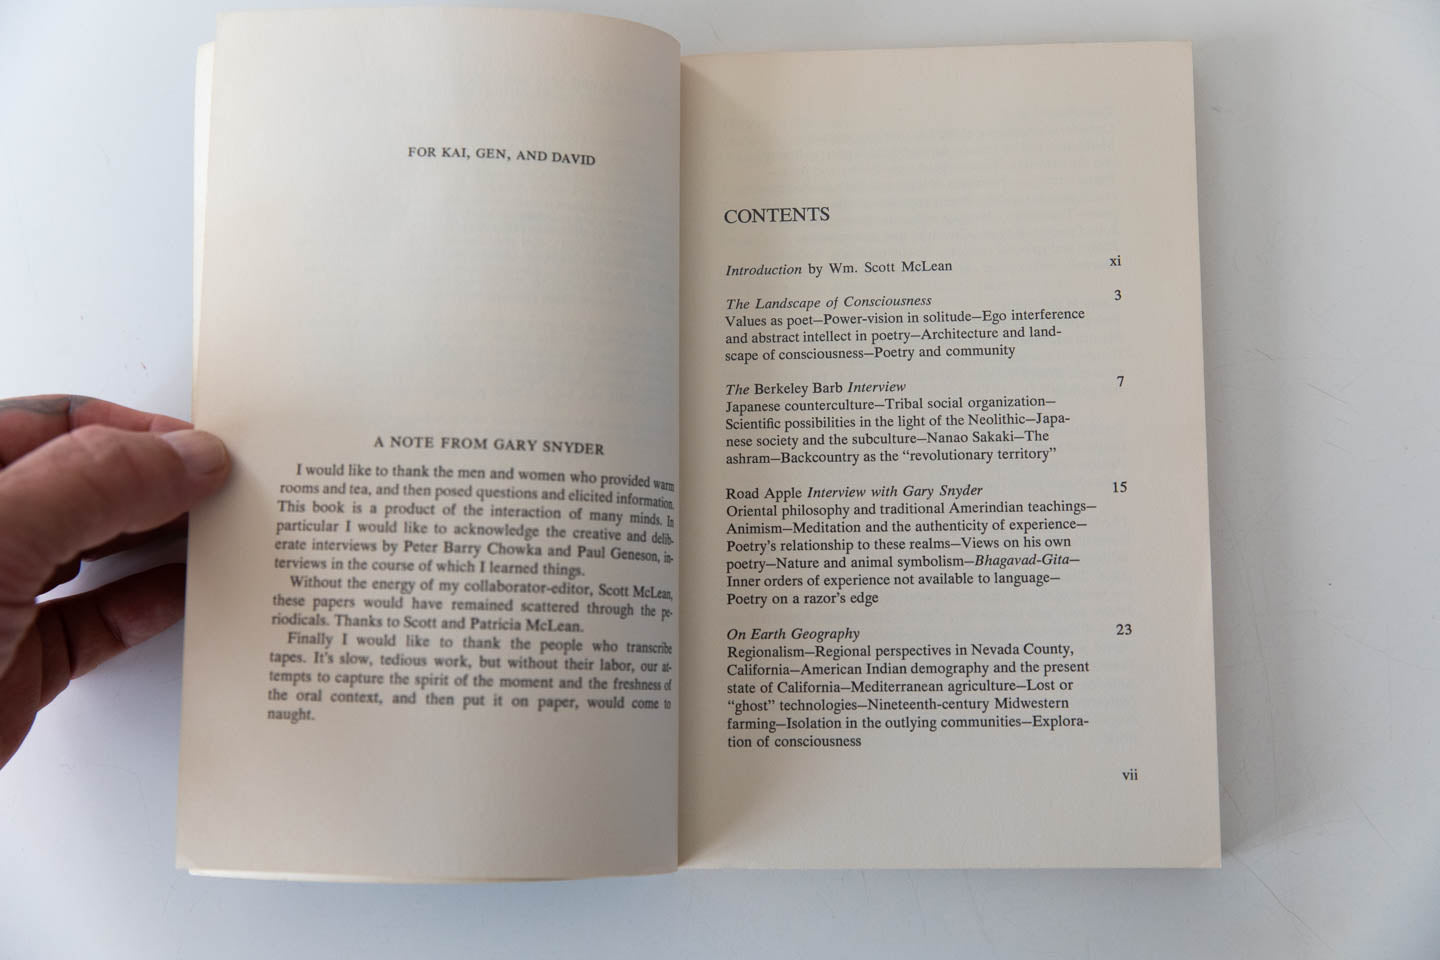 FOR KAI, GEN, AND DAVID
A NOTE FROM GARY SNYDER
I would like to thank the men and women who provided warm
rooms and tea, and then posed questions and elicited information.
This book is a product of the interaction of many minds. In
particular I would like to acknowledge the creative and delib-
erate interviews by Peter Barry Chowka and Paul Geneson, in-
terviews in the course of which I learned things.
Without the energy of my collaborator-editor, Scott McLean,
these papers would have remained scattered through the pe-
riodicals. Thanks to Scott and Patricia McLean.
Finally I would like to thank the people who transcribe
tapes. It's slow, tedious work, but without their labor, our at-
tempts to capture the spirit of the moment and the freshness of
the oral context, and then put it on paper, would come to
naught.
CONTENTS
Introduction by Wm. Scott McLean xi
The Landscape of Consciousness 3
Values as poet—Power-vision in solitude—Ego interference
and abstract intellect in poetry—Architecture and land-
scape of consciousness—Poetry and community
The Berkeley Barb Interview 7
Japanese counterculture—Tribal social organization—
Scientific possibilities in the light of the Neolithic—Japa-
nese society and the subculture—Nanao Sakaki—The
ashram—Backcountry as the "revolutionary territory"
Road Apple Interview with Gary Snyder 15
Oriental philosophy and traditional Amerindian teachings—
Animism—Meditation and the authenticity of experience—
Poetry's relationship to these realms—Views on his own
poetry—Nature and animal symbolism—Bhagavad-Gita—
Inner orders of experience not available to language—
Poetry on a razor's edge
On Earth Geography 23
Regionalism—Regional perspectives in Nevada County,
California—American Indian demography and the present
state of California—Mediterranean agriculture—Lost or
"ghost" technologies—Nineteenth-century Midwestern
farming—Isolation in the outlying communities—Explora-
tion of consciousness
vii